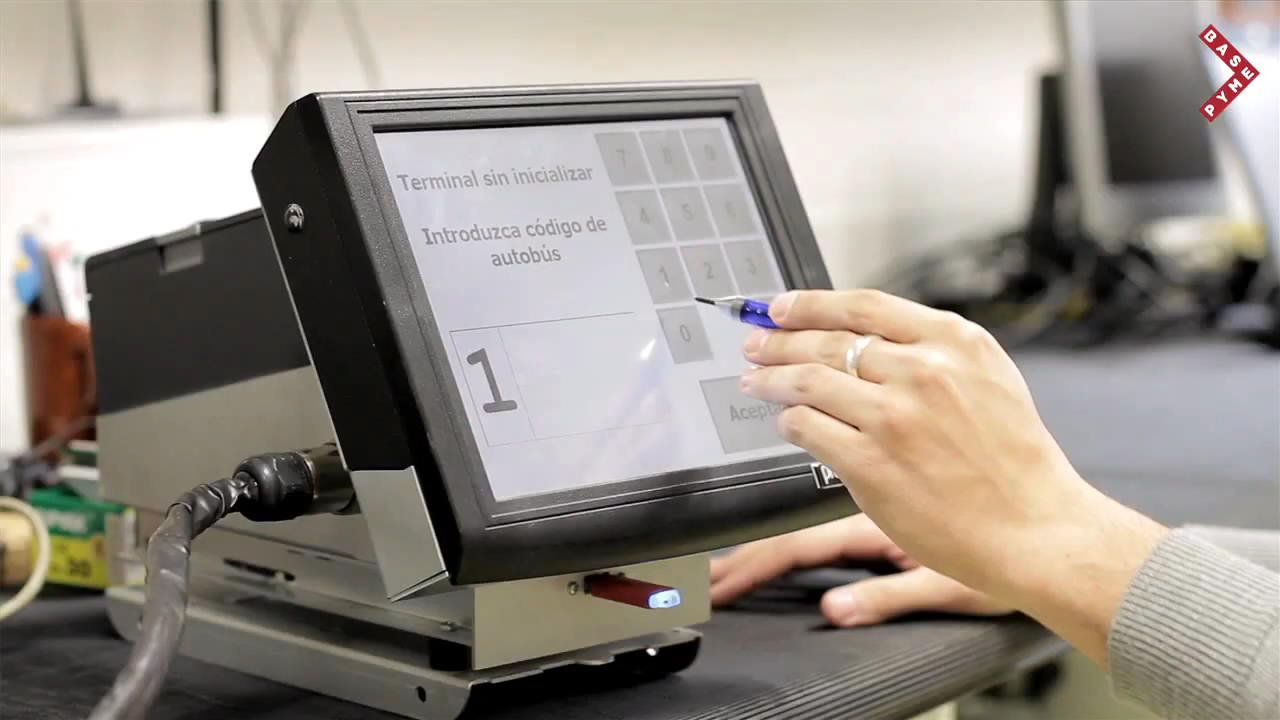 BASE
PYME
Terminal sin inicializar
Introduzca código de
autobús
1
7 8 9
4 5 6
1 2 3
0